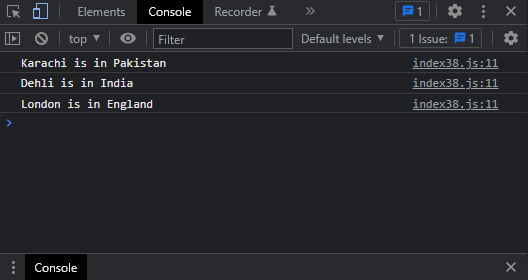 Elements Console Recorder 1
top Filter Default levels 1 Issue: 1
Karachi is in Pakistan index38.js:11
Dehli is in India index38.js:11
London is in England index38.js:11
Console